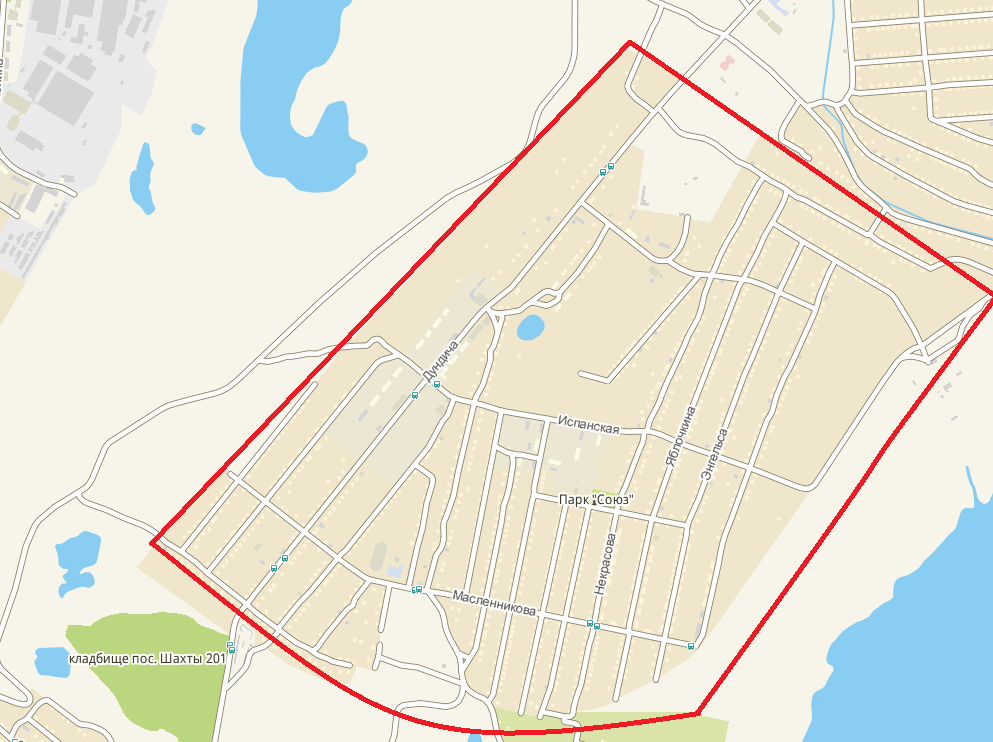 Дундича
Испанская
Яблочкина
Энгельса
Парк "Союз"
Некрасова
Масленникова
кладбище пос. Шахты 201